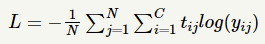 L = -\frac{1}{N} \sum_{j=1}^{N} \sum_{i=1}^{C} t_{ij} log(y_{ij})